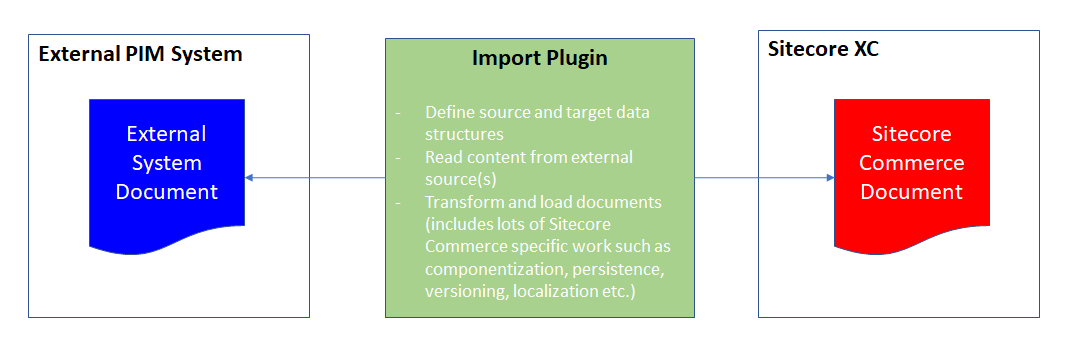 External PIM System
External
System
Document
Import Plugin
- Define source and target data
structures
- Read content from external
source(s)
- Transform and load documents
(includes lots of Sitecore
Commerce specific work such as
componentization, persistence,
versioning, localization etc.)
Sitecore XC
Sitecore
Commerce
Document